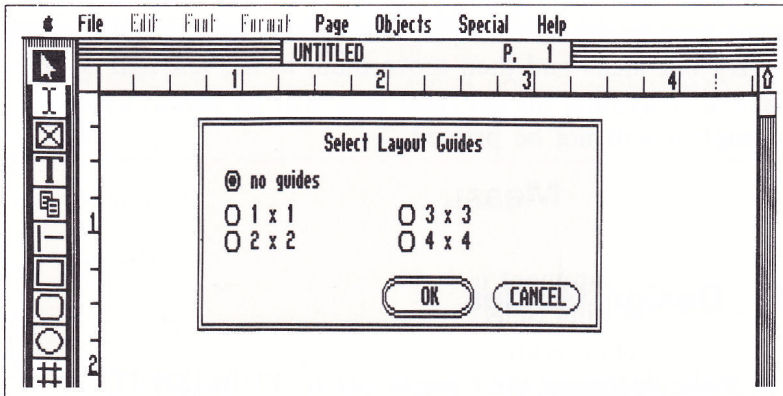 File Edit Font Format Page Objects Special Help
UNTITLED P. 1
1 2 3 4
Select Layout Guides
no guides
1 x 1 3 x 3
2 x 2 4 x 4
OK CANCEL
T
1
2